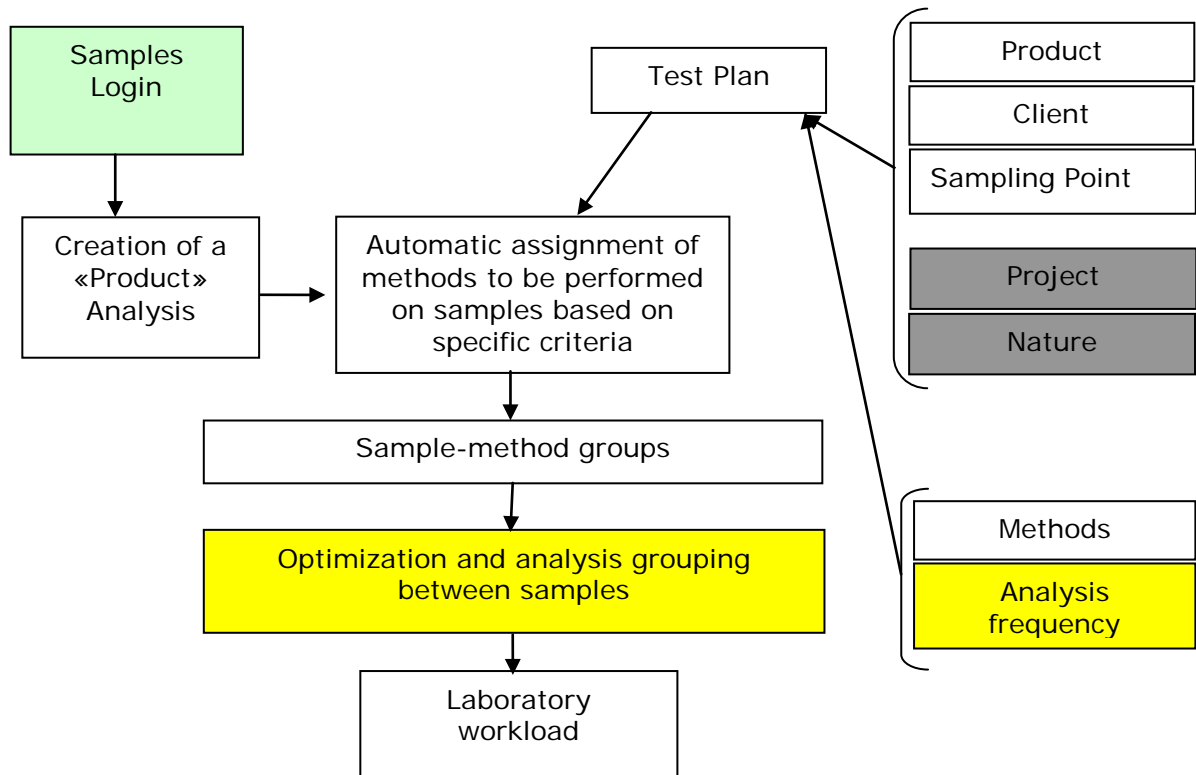 Samples
Login
Test Plan
Product
Client
Sampling Point
Project
Nature
Creation of a
«Product»
Analysis
Automatic assignment of
methods to be performed
on samples based on
specific criteria
Sample-method groups
Optimization and analysis grouping
between samples
Methods
Analysis
frequency
Laboratory
workload